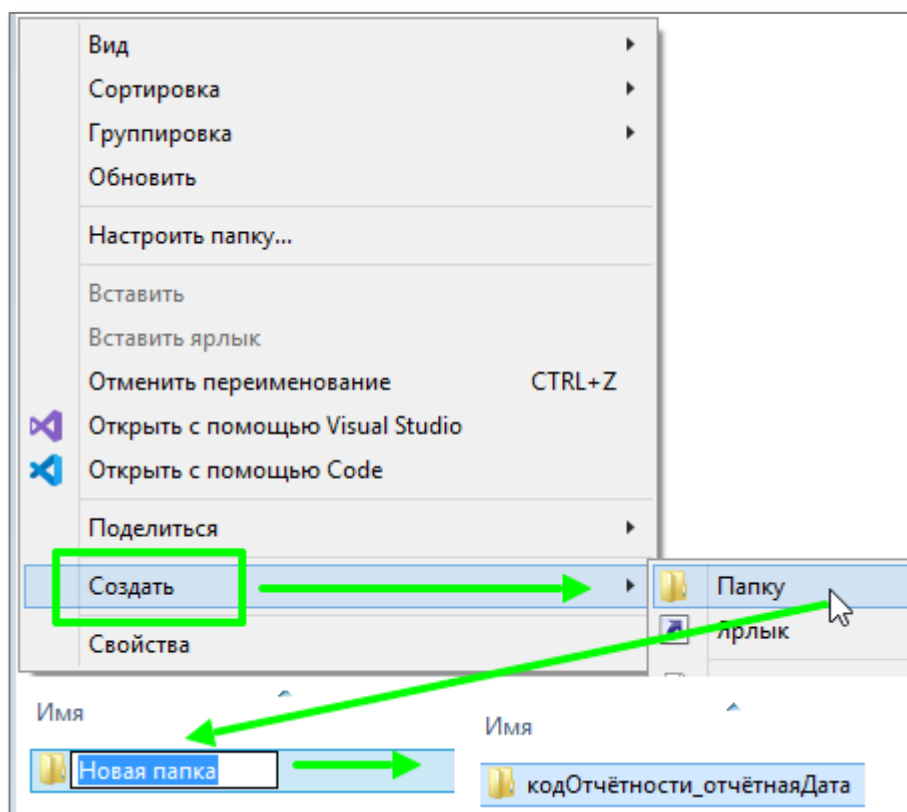 Вид
Сортировка
Группировка
Обновить
Настроить папку...
Вставить
Вставить ярлык
Отменить переименование CTRL+Z
Открыть с помощью Visual Studio
Открыть с помощью Code
Поделиться
Создать
Папку
Ярлык
Свойства
Имя
Новая папка
Имя
кодОтчётности_отчётнаяДата